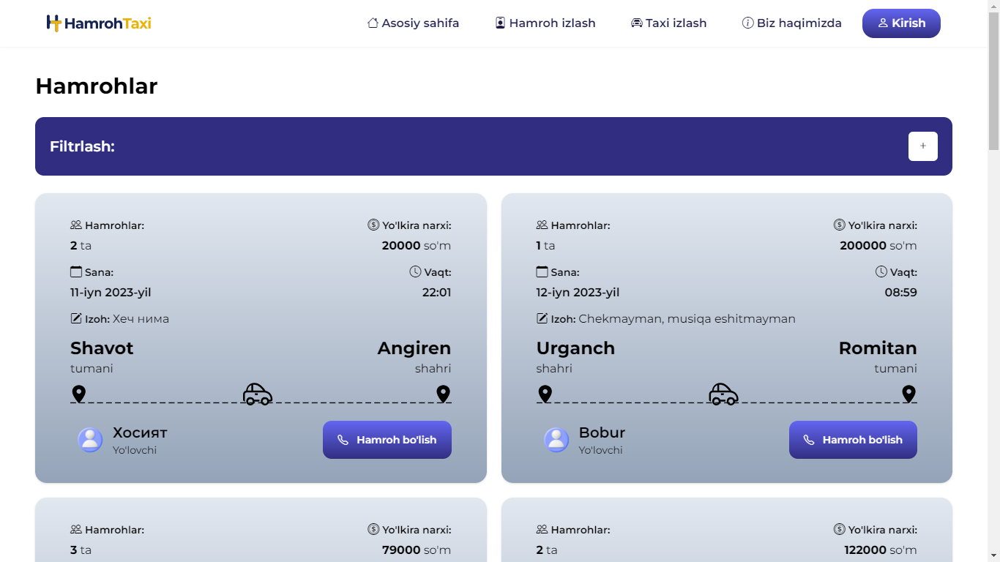 HamrohTaxi
Asosiy sahifa
Hamroh izlash
Taxi izlash
Biz haqimizda
Kirish
Hamrohlar
Filtrlash:
+
Hamrohlar: Yo'lkira narxi:
2 ta 20000 so'm
Sana: Vaqt:
11-iyn 2023-yil 22:01
Izoh: Хеч нима
Shavot Angiren
tumani shahri
Хосият
Yo'lovchi
Hamroh bo'lish
Hamrohlar: Yo'lkira narxi:
1 ta 200000 so'm
Sana: Vaqt:
12-iyn 2023-yil 08:59
Izoh: Chekmayman, musiqa eshitmayman
Urganch Romitan
shahri tumani
Bobur
Yo'lovchi
Hamroh bo'lish
Hamrohlar: Yo'lkira narxi:
3 ta 79000 so'm
Hamrohlar: Yo'lkira narxi:
2 ta 122000 so'm